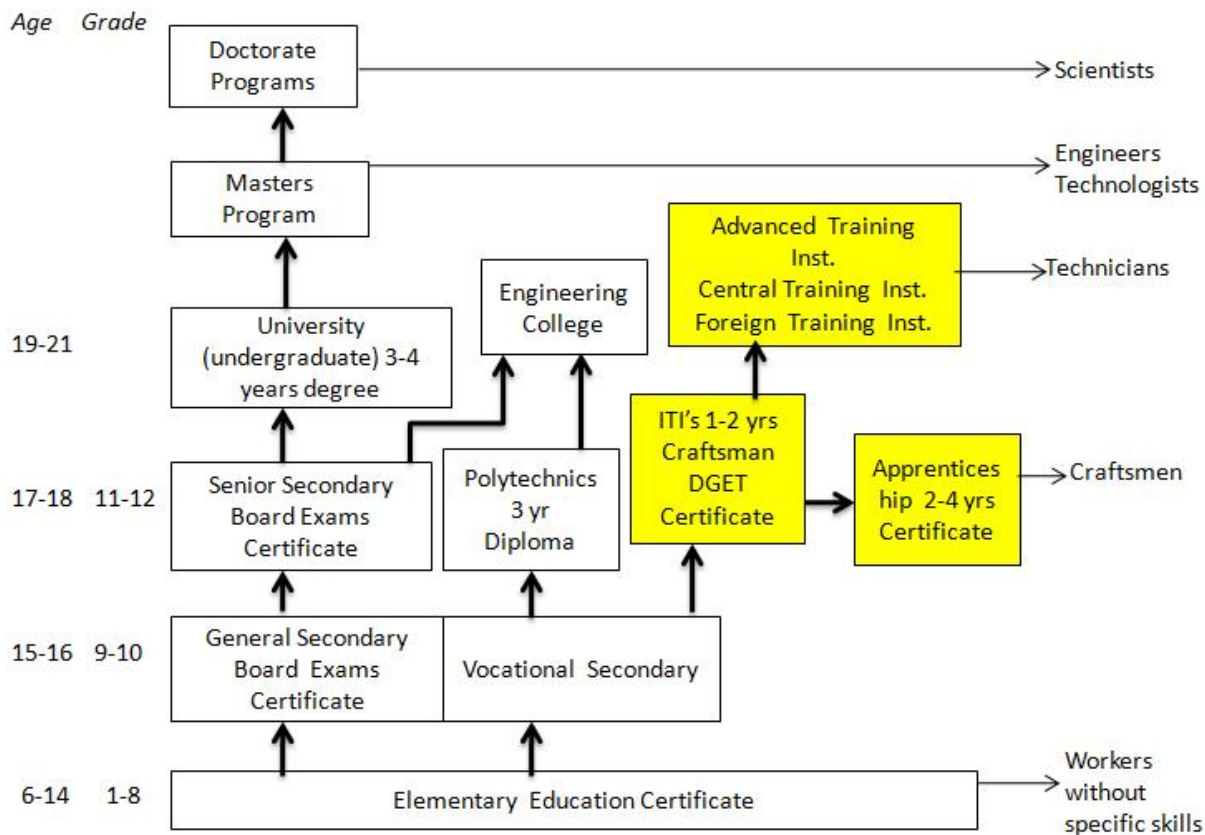 Age Grade
Doctorate
Programs
Scientists
Masters
Program
Engineers
Technologists
Advanced Training
Inst.
Central Training Inst.
Foreign Training Inst.
Technicians
Engineering
College
19-21
University
(undergraduate) 3-4
years degree
17-18 11-12
Senior Secondary
Board Exams
Certificate
Polytechnics
3 yr
Diploma
ITI's 1-2 yrs
Craftsman
DGET
Certificate
Apprentices
hip 2-4 yrs
Certificate
Craftsmen
15-16 9-10
General Secondary
Board Exams
Certificate
Vocational Secondary
6-14 1-8
Elementary Education Certificate
Workers
without
specific skills